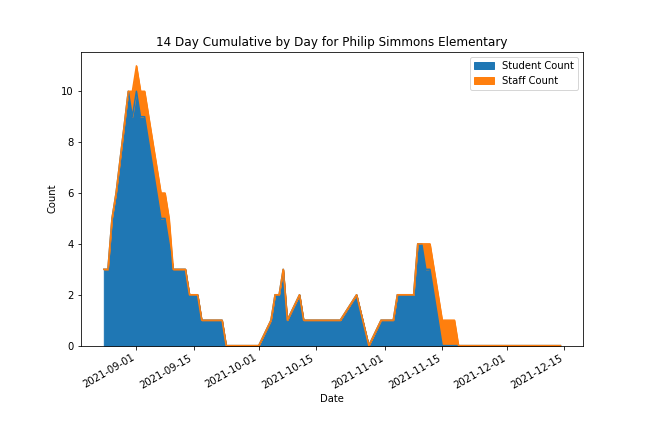 14 Day Cumulative by Day for Philip Simmons Elementary
Student Count
Staff Count
10
8
6
4
2
0
Count
2021-09-01
2021-09-15
2021-10-01
2021-10-15
2021-11-01
2021-11-15
2021-12-01
2021-12-15
Date